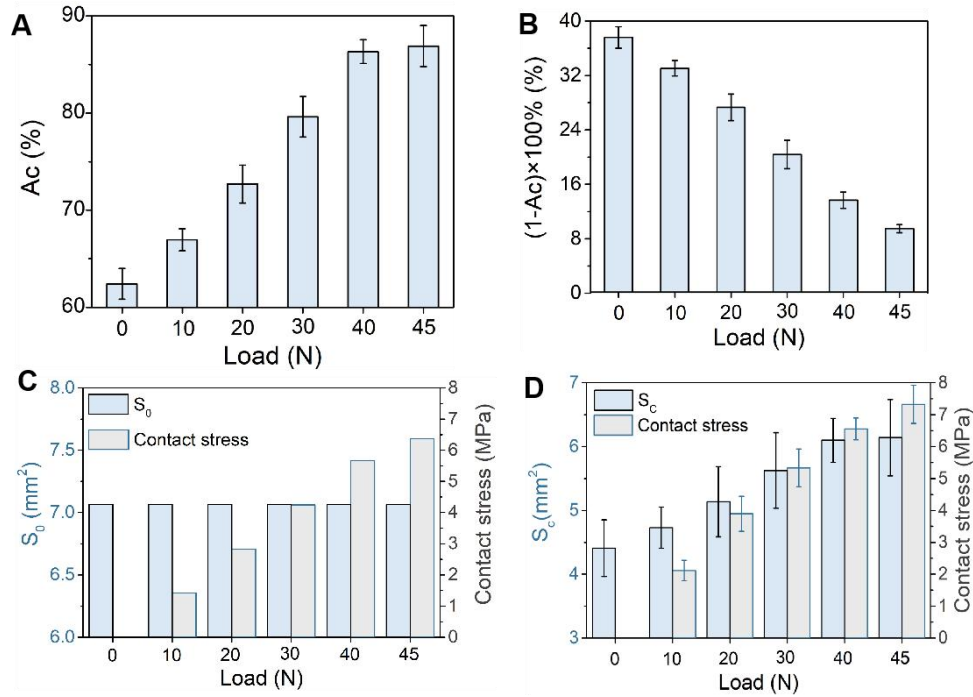 A
Ac (%)
90
80
70
60
0 10 20 30 40 45
Load (N)
B
(1-Ac)×100% (%)
40
32
24
16
8
0
0 10 20 30 40 45
Load (N)
C
S₀ (mm²)
8.0
7.5
7.0
6.5
6.0
S₀
Contact stress
8
7
6
5
4
3
2
1
0
Contact stress (MPa)
0 10 20 30 40 45
Load (N)
D
S꜀(mm²)
7
6
5
4
3
S꜀
Contact stress
8
7
6
5
4
3
2
1
0
Contact stress (MPa)
0 10 20 30 40 45
Load (N)